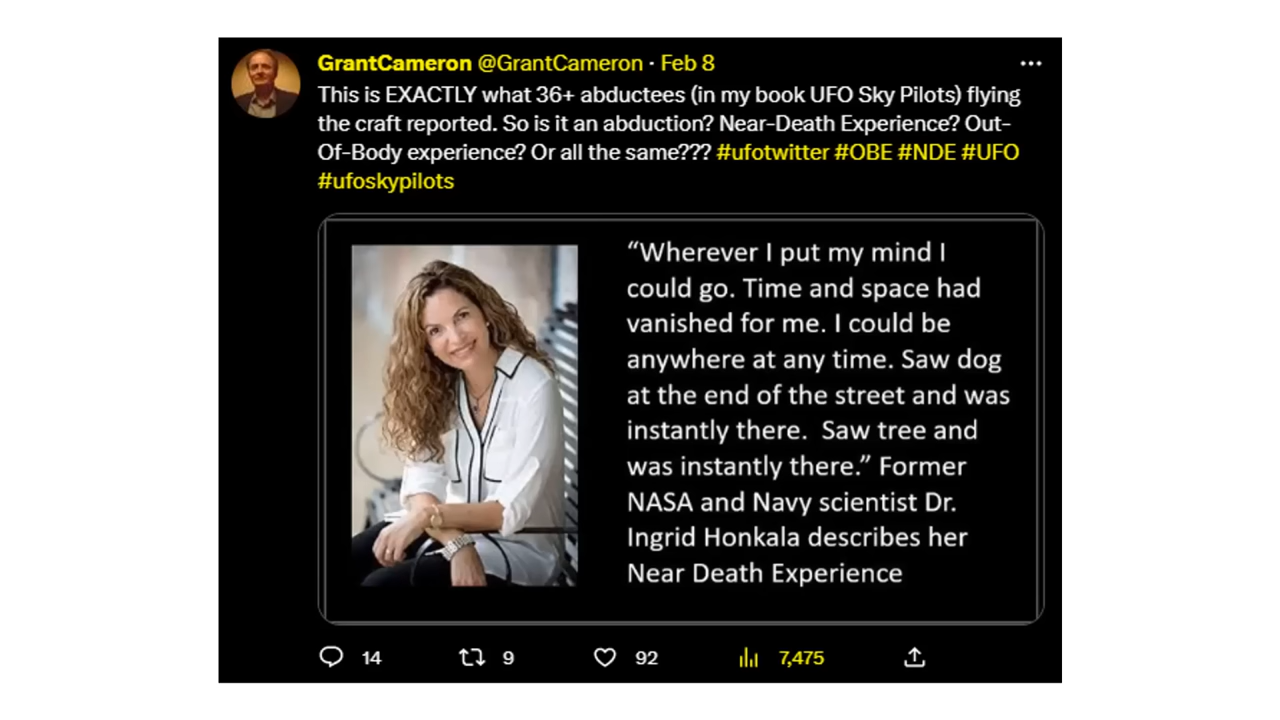 GrantCameron @GrantCameron · Feb 8
This is EXACTLY what 36+ abductees (in my book UFO Sky Pilots) flying
the craft reported. So is it an abduction? Near-Death Experience? Out-
Of-Body experience? Or all the same??? #ufotwitter #OBE #NDE #UFO
#ufoskypilots
“Wherever I put my mind I
could go. Time and space had
vanished for me. I could be
anywhere at any time. Saw dog
at the end of the street and was
instantly there.  Saw tree and
was instantly there.” Former
NASA and Navy scientist Dr.
Ingrid Honkala describes her
Near Death Experience
14 9 92 7,475